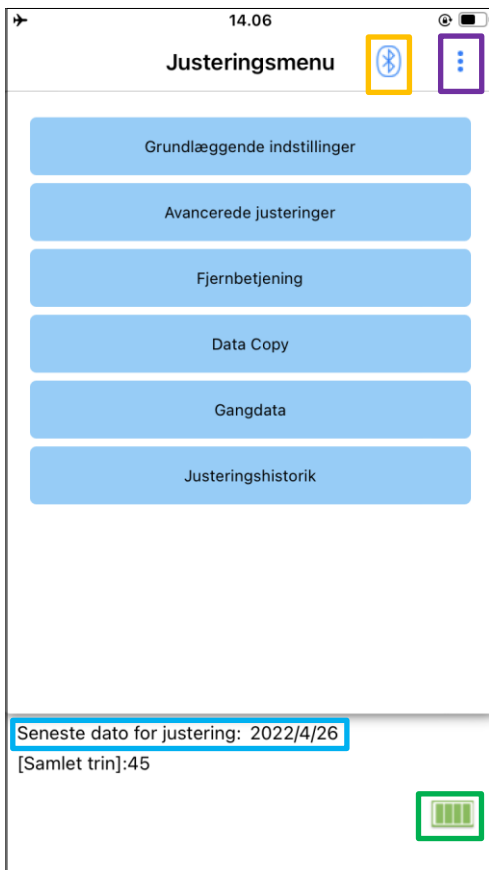 14.06
Justeringsmenu
Grundlæggende indstillinger
Avancerede justeringer
Fjernbetjening
Data Copy
Gangdata
Justeringshistorik
Seneste dato for justering: 2022/4/26
[Samlet trin]:45